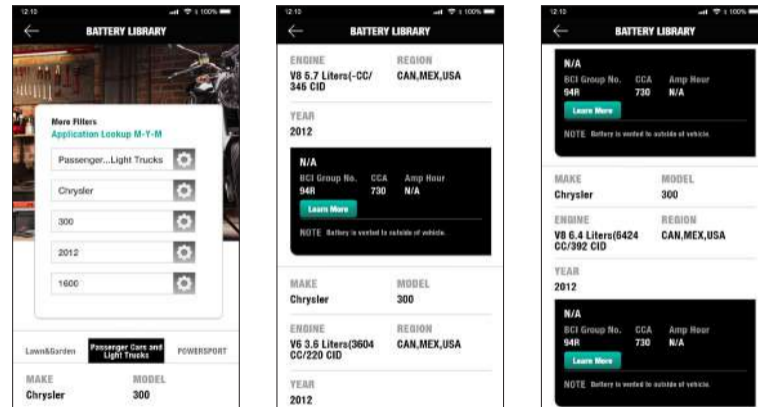 12:13
100%
BATTERY LIBRARY
More Filters
Application Lookup M-Y-M
Passenger...Light Trucks
Chrysler
300
2012
1600
Lawn&Garden
Passenger Cars and
Light Trucks
POWERSPORT
MAKE MODEL
Chrysler 300
12:13
100%
BATTERY LIBRARY
ENGINE REGION
V8 5.7 Liters(-CC/ CAN,MEX,USA
345 CID
YEAR
2012
N/A
BCI Group No. CCA Amp Hour
94R 730 N/A
Learn More
NOTE Battery is vented to outside of vehicle.
MAKE MODEL
Chrysler 300
ENGINE REGION
V6 3.6 Liters(3604 CAN,MEX,USA
CC/220 CID
YEAR
2012
12:13
100%
BATTERY LIBRARY
N/A
BCI Group No. CCA Amp Hour
94R 730 N/A
Learn More
NOTE Battery is vented to outside of vehicle.
MAKE MODEL
Chrysler 300
ENGINE REGION
V8 6.4 Liters(6424 CAN,MEX,USA
CC/392 CID
YEAR
2012
N/A
BCI Group No. CCA Amp Hour
94R 730 N/A
Learn More
NOTE Battery is vented to outside of vehicle.